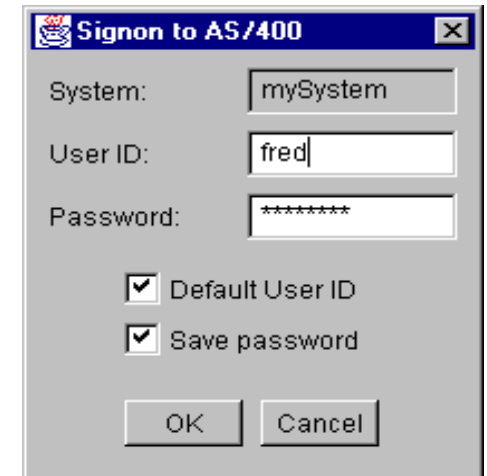 Signon to AS/400
System: mySystem
User ID: fred
Password: ********
Default User ID
Save password
OK Cancel